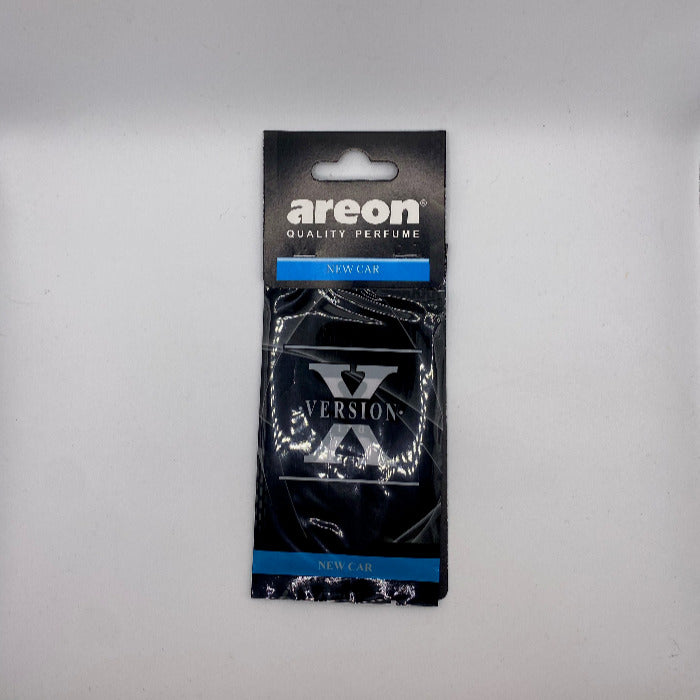 areon®
QUALITY PERFUME
NEW CAR
X
VERSION
NEW CAR